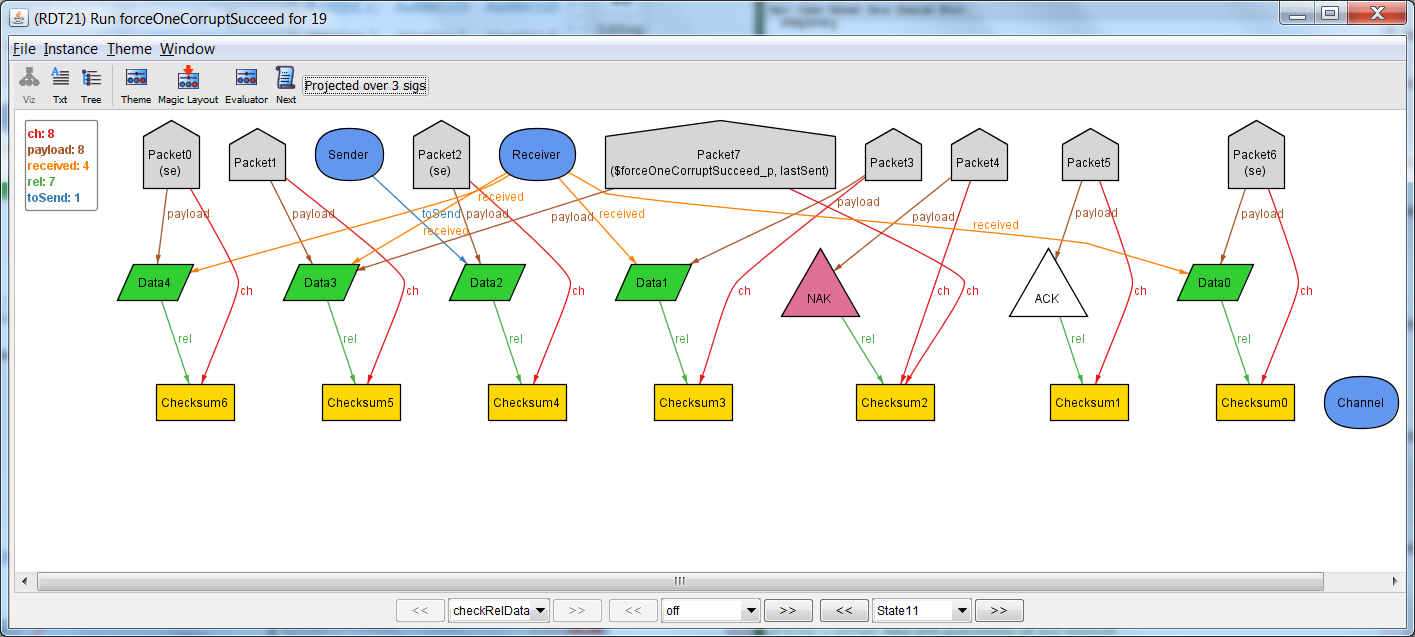 (RDT21) Run forceOneCorruptSucceed for 19
File Instance Theme Window
Viz Txt Tree Theme Magic Layout Evaluator Next Projected over 3 sigs
ch: 8
payload: 8
received: 4
rel: 7
toSend: 1
Packet0
(se)
Packet1
Sender
Packet2
(se)
Receiver
Packet7
($forceOneCorruptSucceed_p, lastSent)
Packet3
Packet4
Packet5
Packet6
(se)
received
payload payload toSend payload payload received payload payload payload payload
received received
Data4 Data3 Data2 Data1 NAK ACK Data0
ch ch ch ch ch ch ch ch
rel rel rel rel rel rel rel
Checksum6 Checksum5 Checksum4 Checksum3 Checksum2 Checksum1 Checksum0 Channel
<< checkRelData >> << off >> << State11 >>